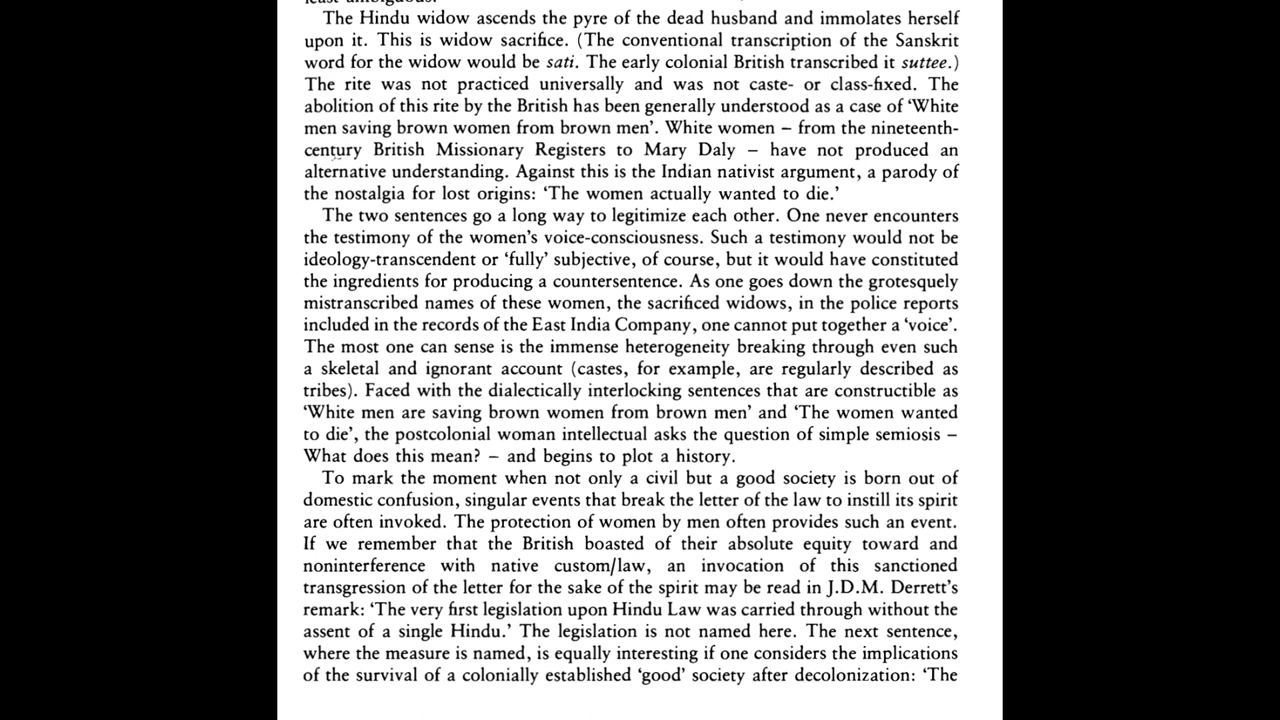 least ambiguous.
The Hindu widow ascends the pyre of the dead husband and immolates herself
upon it. This is widow sacrifice. (The conventional transcription of the Sanskrit
word for the widow would be sati. The early colonial British transcribed it suttee.)
The rite was not practiced universally and was not caste- or class-fixed. The
abolition of this rite by the British has been generally understood as a case of ‘White
men saving brown women from brown men’. White women – from the nineteenth-
century British Missionary Registers to Mary Daly – have not produced an
alternative understanding. Against this is the Indian nativist argument, a parody of
the nostalgia for lost origins: ‘The women actually wanted to die.’
The two sentences go a long way to legitimize each other. One never encounters
the testimony of the women’s voice-consciousness. Such a testimony would not be
ideology-transcendent or ‘fully’ subjective, of course, but it would have constituted
the ingredients for producing a countersentence. As one goes down the grotesquely
mistranscribed names of these women, the sacrificed widows, in the police reports
included in the records of the East India Company, one cannot put together a ‘voice’.
The most one can sense is the immense heterogeneity breaking through even such
a skeletal and ignorant account (castes, for example, are regularly described as
tribes). Faced with the dialectically interlocking sentences that are constructible as
‘White men are saving brown women from brown men’ and ‘The women wanted
to die’, the postcolonial woman intellectual asks the question of simple semiosis –
What does this mean? – and begins to plot a history.
To mark the moment when not only a civil but a good society is born out of
domestic confusion, singular events that break the letter of the law to instill its spirit
are often invoked. The protection of women by men often provides such an event.
If we remember that the British boasted of their absolute equity toward and
noninterference with native custom/law, an invocation of this sanctioned
transgression of the letter for the sake of the spirit may be read in J.D.M. Derrett’s
remark: ‘The very first legislation upon Hindu Law was carried through without the
assent of a single Hindu.’ The legislation is not named here. The next sentence,
where the measure is named, is equally interesting if one considers the implications
of the survival of a colonially established ‘good’ society after decolonization: ‘The